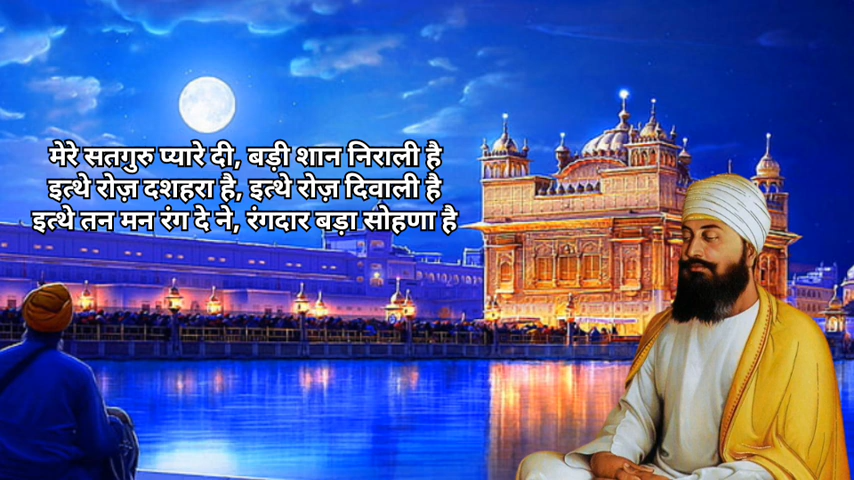 मेरे सतगुरु प्यारे दी, बड़ी शान निराली है
इत्थे रोज़ दशहरा है, इत्थे रोज़ दिवाली है
इत्थे तन मन रंग दे ने, रंगदार बड़ा सोहणा है